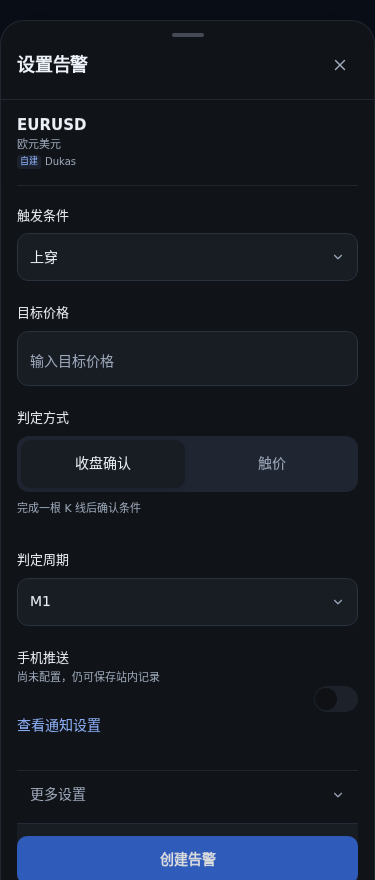 设置告警
EURUSD
欧元美元
自建 Dukas
触发条件
上穿
目标价格
输入目标价格
判定方式
收盘确认 触价
完成一根 K 线后确认条件
判定周期
M1
手机推送
尚未配置，仍可保存站内记录
查看通知设置
更多设置
创建告警